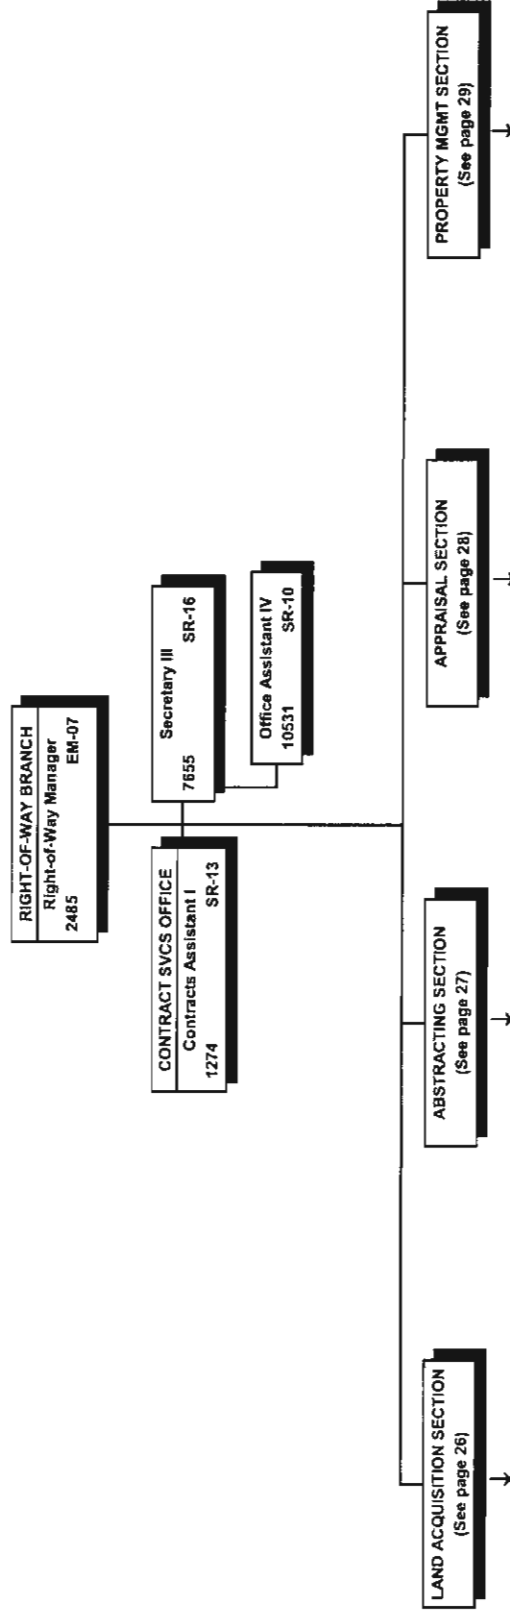 RIGHT-OF-WAY BRANCH
Right-of-Way Manager
2485 EM-07
CONTRACT SVCS OFFICE
Contracts Assistant I
1274 SR-13
Secretary III
7655 SR-16
Office Assistant IV
10531 SR-10
LAND ACQUISITION SECTION
(See page 26)
ABSTRACTING SECTION
(See page 27)
APPRAISAL SECTION
(See page 28)
PROPERTY MGMT SECTION
(See page 29)